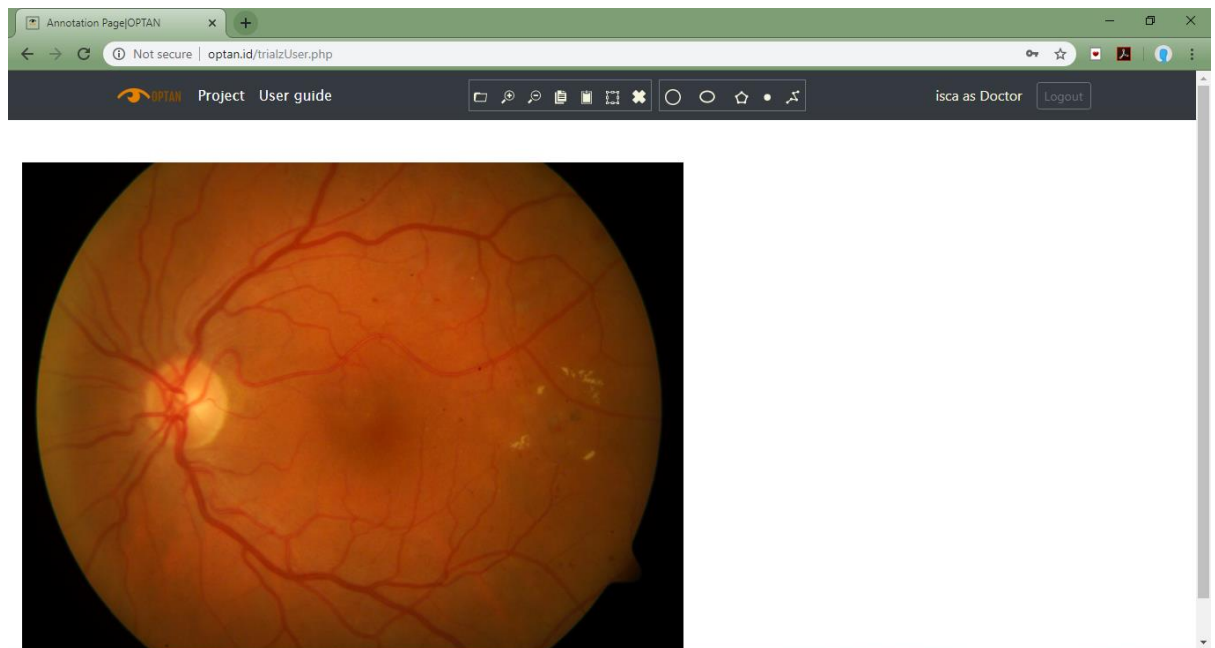 Annotation Page|OPTAN
Not secure | optan.id/trialzUser.php
OPTAN Project User guide isca as Doctor Logout